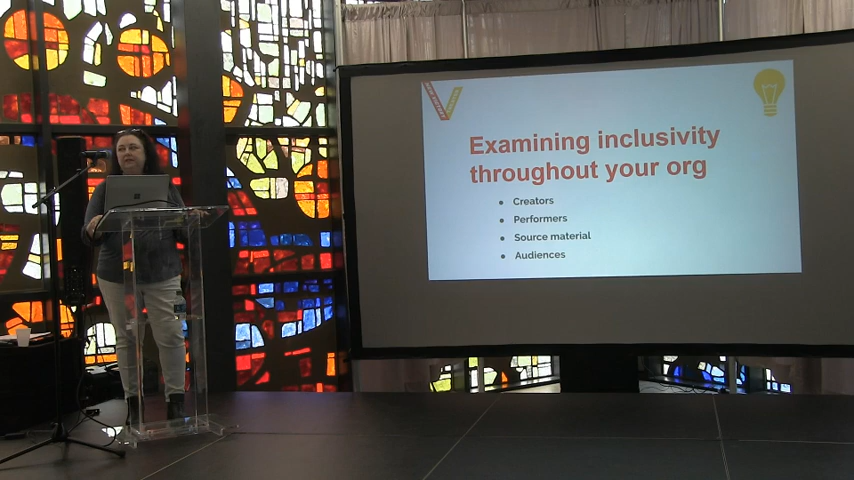 Examining inclusivity
throughout your org
● Creators
● Performers
● Source material
● Audiences